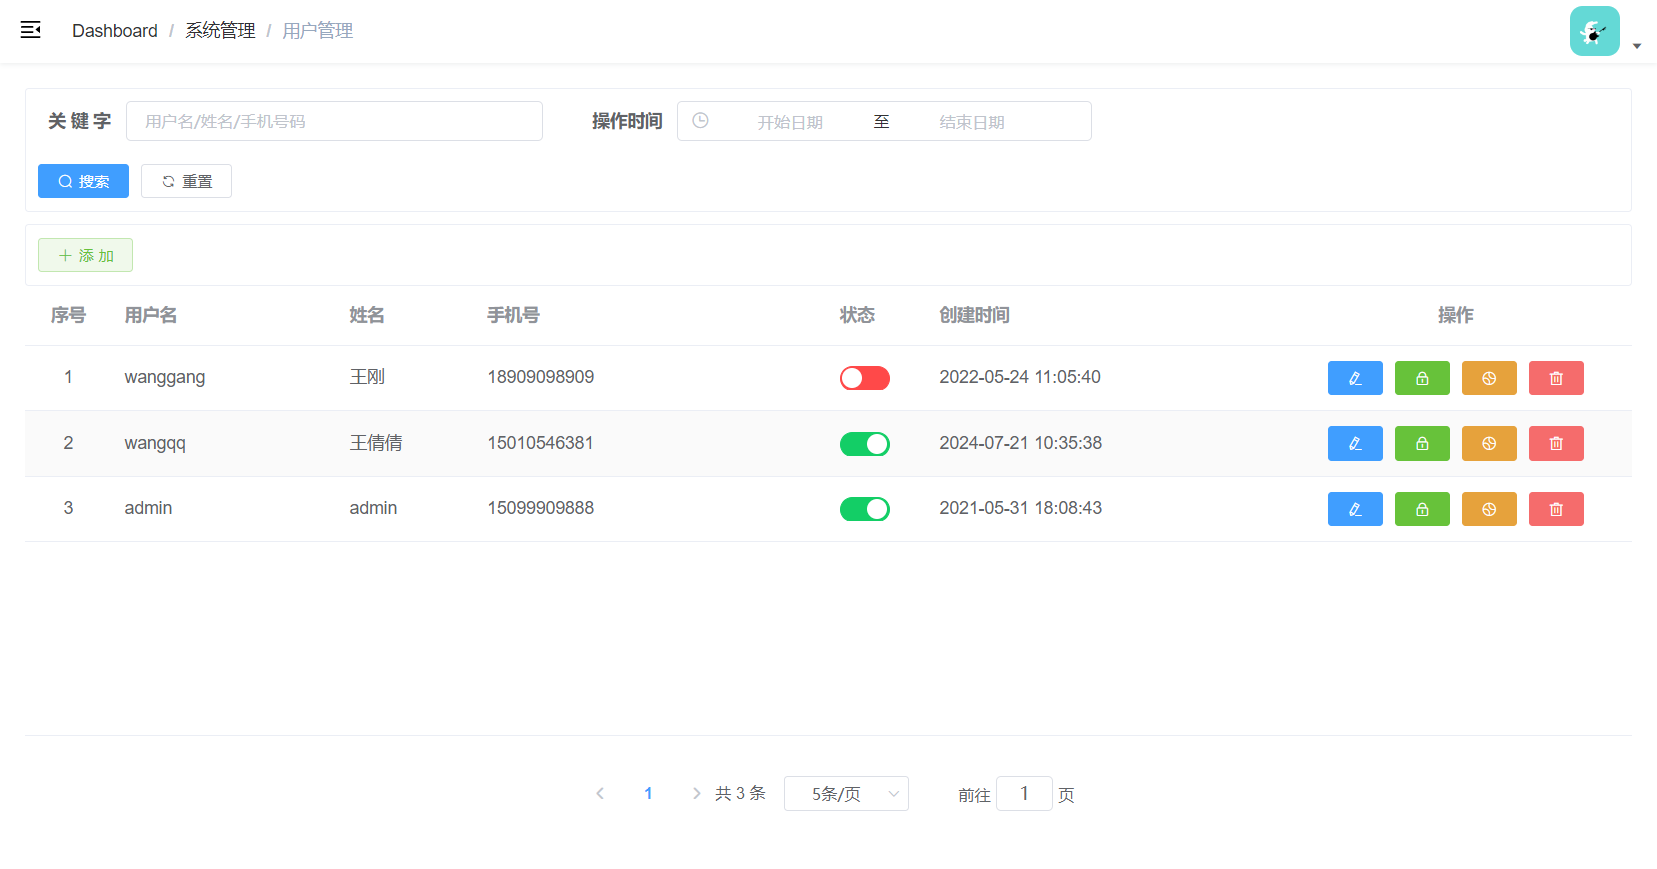 Dashboard / 系统管理 / 用户管理
关 键 字 用户名/姓名/手机号码 操作时间 开始日期 至 结束日期
搜索 重置
添 加
序号 用户名 姓名 手机号 状态 创建时间 操作
1 wanggang 王刚 18909098909 2022-05-24 11:05:40
2 wangqq 王倩倩 15010546381 2024-07-21 10:35:38
3 admin admin 15099909888 2021-05-31 18:08:43
1 共 3 条 5条/页 前往 1 页